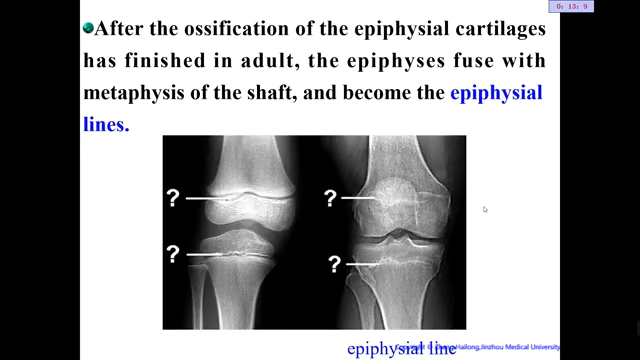 0: 13: 9
After the ossification of the epiphysial cartilages
has finished in adult, the epiphyses fuse with
metaphysis of the shaft, and become the epiphysial
lines.
? ?
? ?
epiphysial line
Jinzhou Medical University